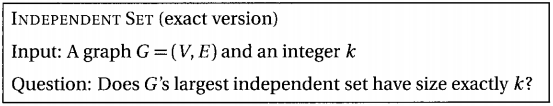 INDEPENDENT SET (exact version)
Input: A graph G = (V, E) and an integer k
Question: Does G's largest independent set have size exactly k?